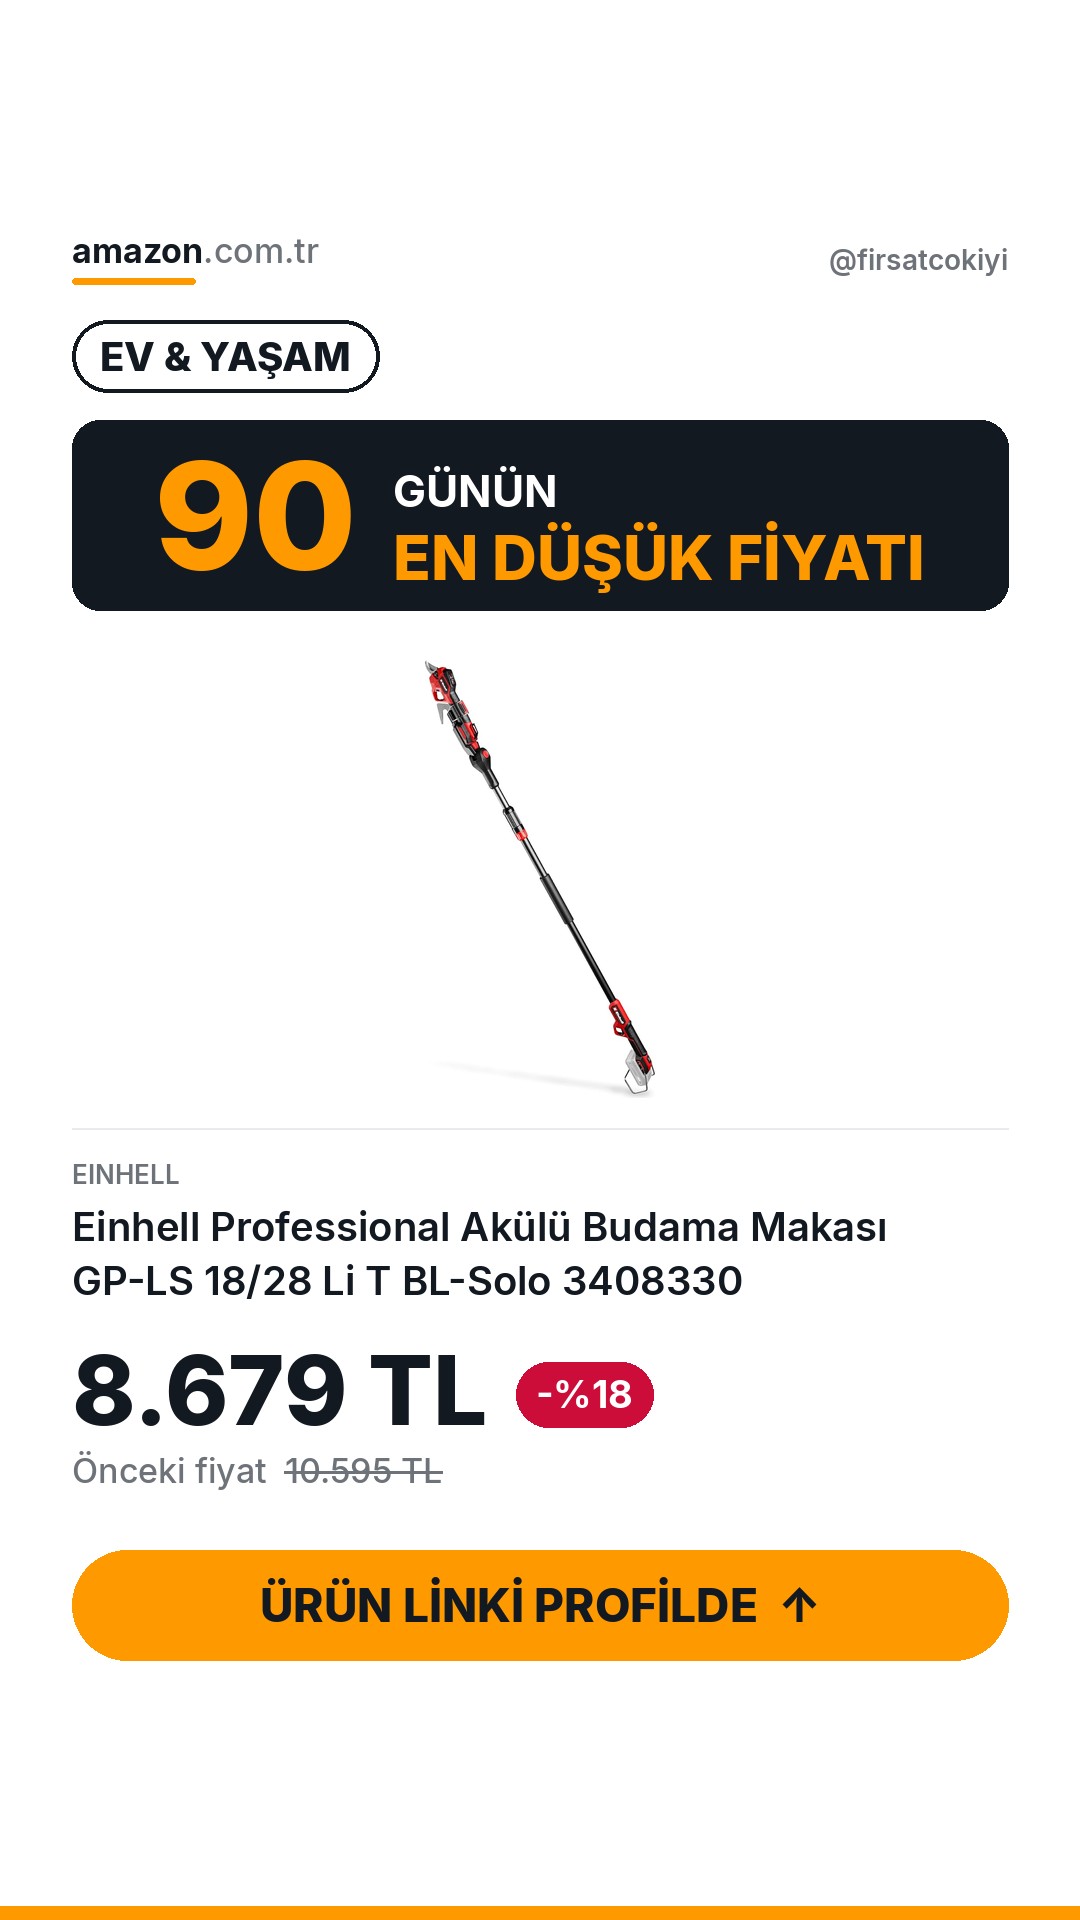 amazon.com.tr
@firsatcokiyi
EV & YAŞAM
90
GÜNÜN
EN DÜŞÜK FİYATI
EINHELL
Einhell Professional Akülü Budama Makası
GP-LS 18/28 Li T BL-Solo 3408330
8.679 TL
-%18
Önceki fiyat 10.595 TL
ÜRÜN LİNKİ PROFİLDE ↑